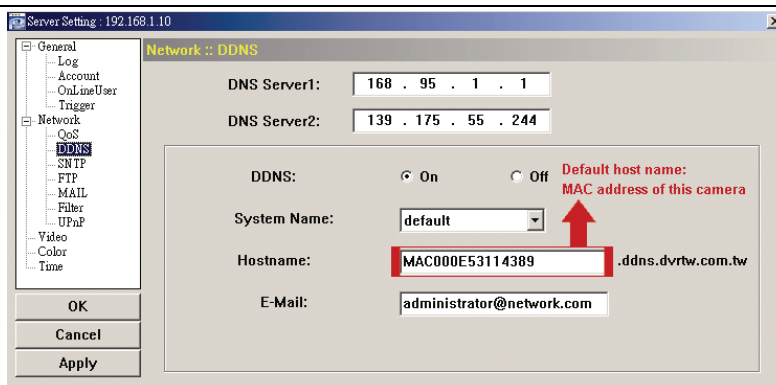 Server Setting : 192.168.1.10
General
Log
Account
OnLineUser
Trigger
Network
QoS
DDNS
SNTP
FTP
MAIL
Filter
UPnP
Video
Color
Time
OK
Cancel
Apply
Network :: DDNS
DNS Server1: 168 . 95 . 1 . 1
DNS Server2: 139 . 175 . 55 . 244
DDNS: On Off
Default host name:
MAC address of this camera
System Name: default
Hostname: MAC000E53114389 .ddns.dvrtw.com.tw
E-Mail: administrator@network.com